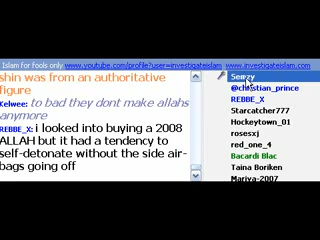 Islam for fools only www.youtube.com/profile?user=investigateislam www.investigateislam.com
shin was from an authoritative
figure
Kelwee: to bad they dont make allahs
anymore
REBBE_X: i looked into buying a 2008
ALLAH but it had a tendency to
self-detonate without the side air-
bags going off
Semzy
@christian_prince
REBBE_X
Starcatcher777
Hockeytown_01
rosesxj
red_one_4
Bacardi Blac
Taina Boriken
Mariya-2007